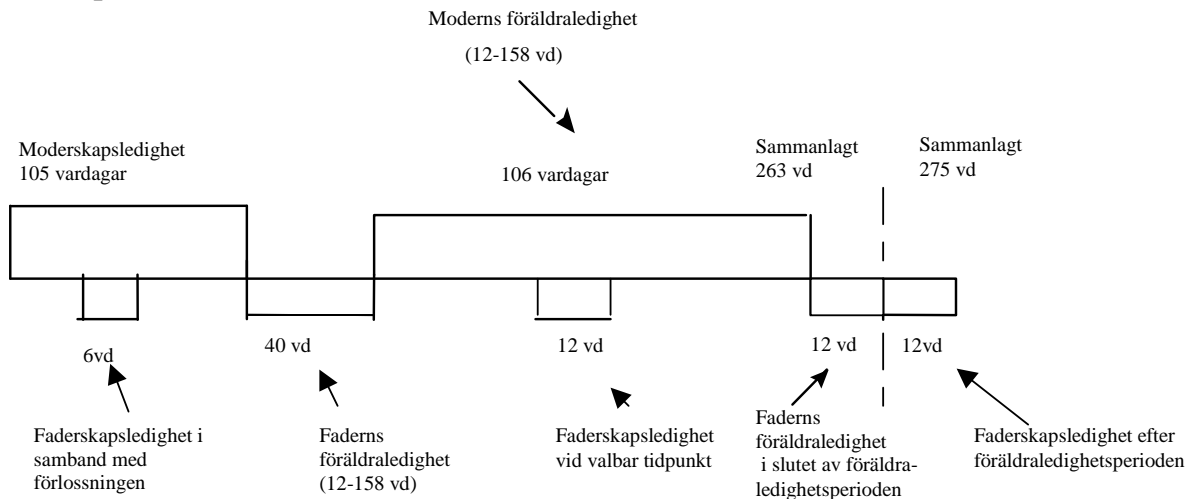 Moderns föräldraledighet
(12-158 vd)
Moderskapsledighet
105 vardagar
106 vardagar
Sammanlagt
263 vd
Sammanlagt
275 vd
6vd
40 vd
12 vd
12 vd
12vd
Faderskapsledighet i
samband med
förlossningen
Faderns
föräldraledighet
(12-158 vd)
Faderskapsledighet
vid valbar tidpunkt
Faderns
föräldraledighet
i slutet av föräldra-
ledighetsperioden
Faderskapsledighet efter
föräldraledighetsperioden